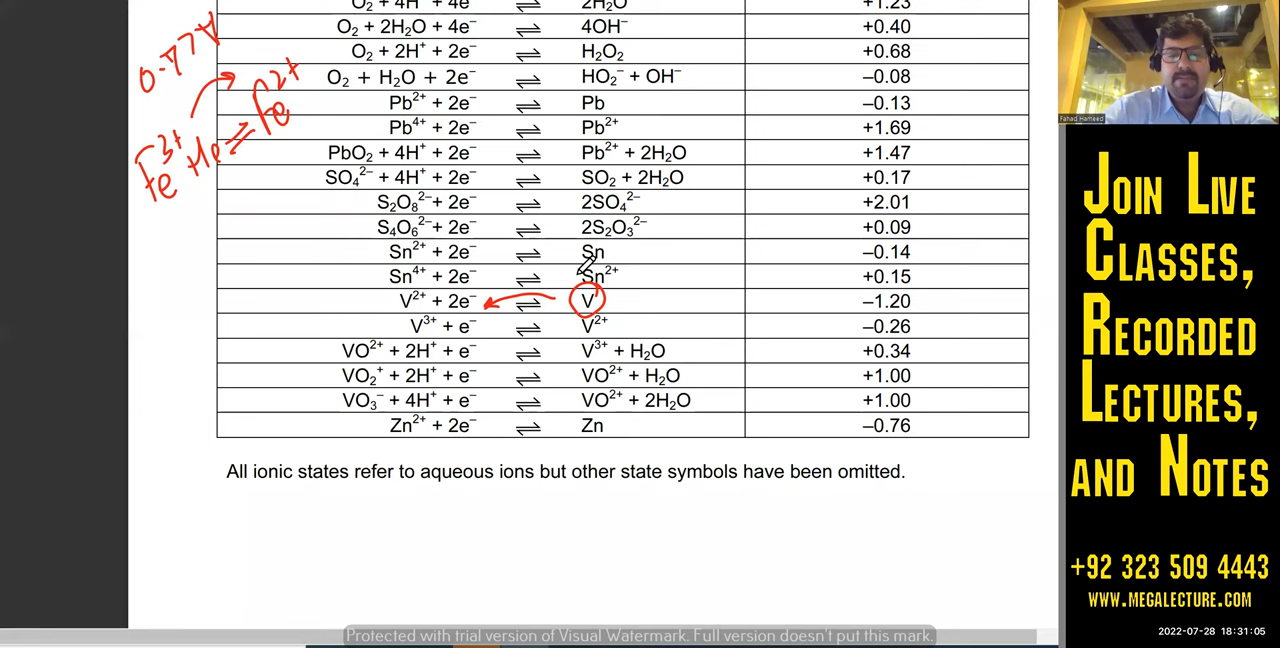 O₂ + 4H⁺ + 4e⁻ ⇌ 2H₂O +1.23
O₂ + 2H₂O + 4e⁻ ⇌ 4OH⁻ +0.40
O₂ + 2H⁺ + 2e⁻ ⇌ H₂O₂ +0.68
O₂ + H₂O + 2e⁻ ⇌ HO₂⁻ + OH⁻ –0.08
Pb²⁺ + 2e⁻ ⇌ Pb –0.13
Pb⁴⁺ + 2e⁻ ⇌ Pb²⁺ +1.69
PbO₂ + 4H⁺ + 2e⁻ ⇌ Pb²⁺ + 2H₂O +1.47
SO₄²⁻ + 4H⁺ + 2e⁻ ⇌ SO₂ + 2H₂O +0.17
S₂O₈²⁻ + 2e⁻ ⇌ 2SO₄²⁻ +2.01
S₄O₆²⁻ + 2e⁻ ⇌ 2S₂O₃²⁻ +0.09
Sn²⁺ + 2e⁻ ⇌ Sn –0.14
Sn⁴⁺ + 2e⁻ ⇌ Sn²⁺ +0.15
V²⁺ + 2e⁻ ⇌ V –1.20
V³⁺ + e⁻ ⇌ V²⁺ –0.26
VO²⁺ + 2H⁺ + e⁻ ⇌ V³⁺ + H₂O +0.34
VO₂⁺ + 2H⁺ + e⁻ ⇌ VO²⁺ + H₂O +1.00
VO₃⁻ + 4H⁺ + e⁻ ⇌ VO²⁺ + 2H₂O +1.00
Zn²⁺ + 2e⁻ ⇌ Zn –0.76
All ionic states refer to aqueous ions but other state symbols have been omitted.
0.77V
Fe³⁺ + 1e ⇌ Fe²⁺
Protected with trial version of Visual Watermark. Full version doesn't put this mark.
Fahad Hameed
JOIN LIVE
CLASSES,
RECORDED
LECTURES,
AND NOTES
+92 323 509 4443
WWW.MEGALECTURE.COM
2022-07-28 18:31:05